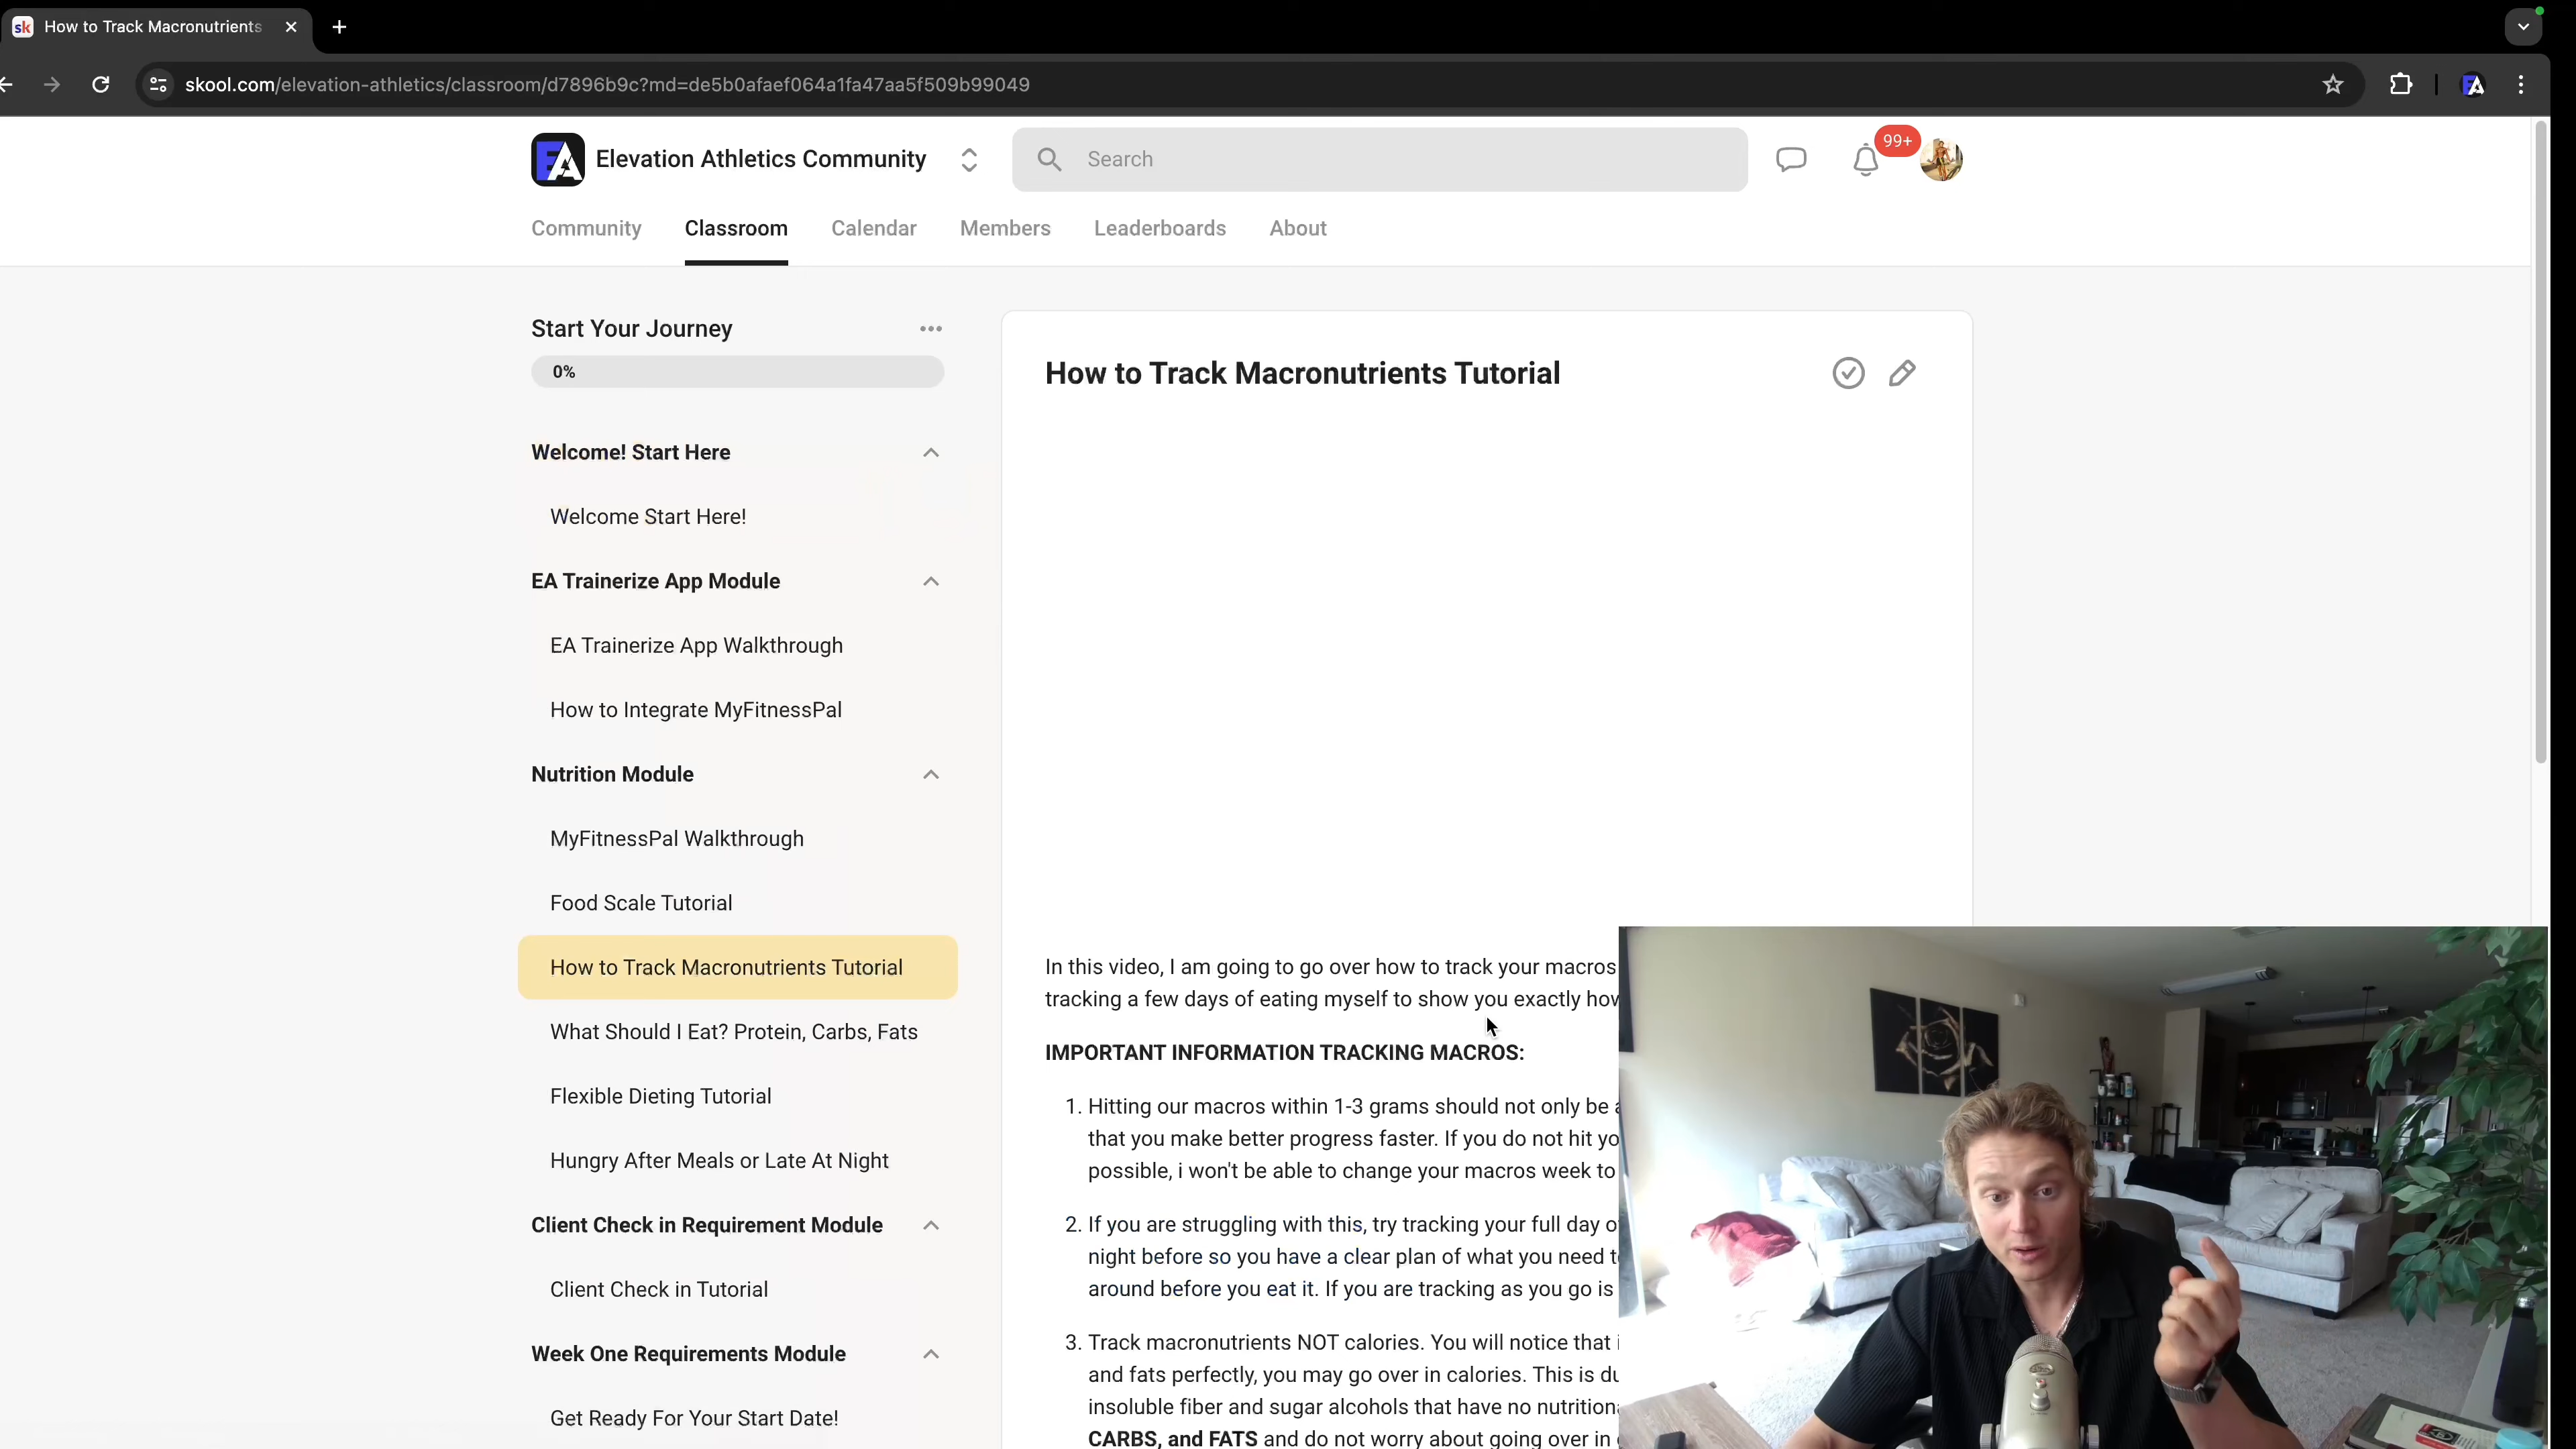 sk How to Track Macronutrients
skool.com/elevation-athletics/classroom/d7896b9c?md=de5b0afaef064a1fa47aa5f509b99049
EA
EA Elevation Athletics Community
Search
99+
Community Classroom Calendar Members Leaderboards About
Start Your Journey
0%
Welcome! Start Here
Welcome Start Here!
EA Trainerize App Module
EA Trainerize App Walkthrough
How to Integrate MyFitnessPal
Nutrition Module
MyFitnessPal Walkthrough
Food Scale Tutorial
How to Track Macronutrients Tutorial
What Should I Eat? Protein, Carbs, Fats
Flexible Dieting Tutorial
Hungry After Meals or Late At Night
Client Check in Requirement Module
Client Check in Tutorial
Week One Requirements Module
Get Ready For Your Start Date!
How to Track Macronutrients Tutorial
In this video, I am going to go over how to track your macros
tracking a few days of eating myself to show you exactly how
IMPORTANT INFORMATION TRACKING MACROS:
1. Hitting our macros within 1-3 grams should not only be
that you make better progress faster. If you do not hit
possible, i won't be able to change your macros week to
2. If you are struggling with this, try tracking your full day
night before so you have a clear plan of what you need
around before you eat it. If you are tracking as you go is
3. Track macronutrients NOT calories. You will notice that
and fats perfectly, you may go over in calories. This is
insoluble fiber and sugar alcohols that have no
CARBS, and FATS and do not worry about going over in